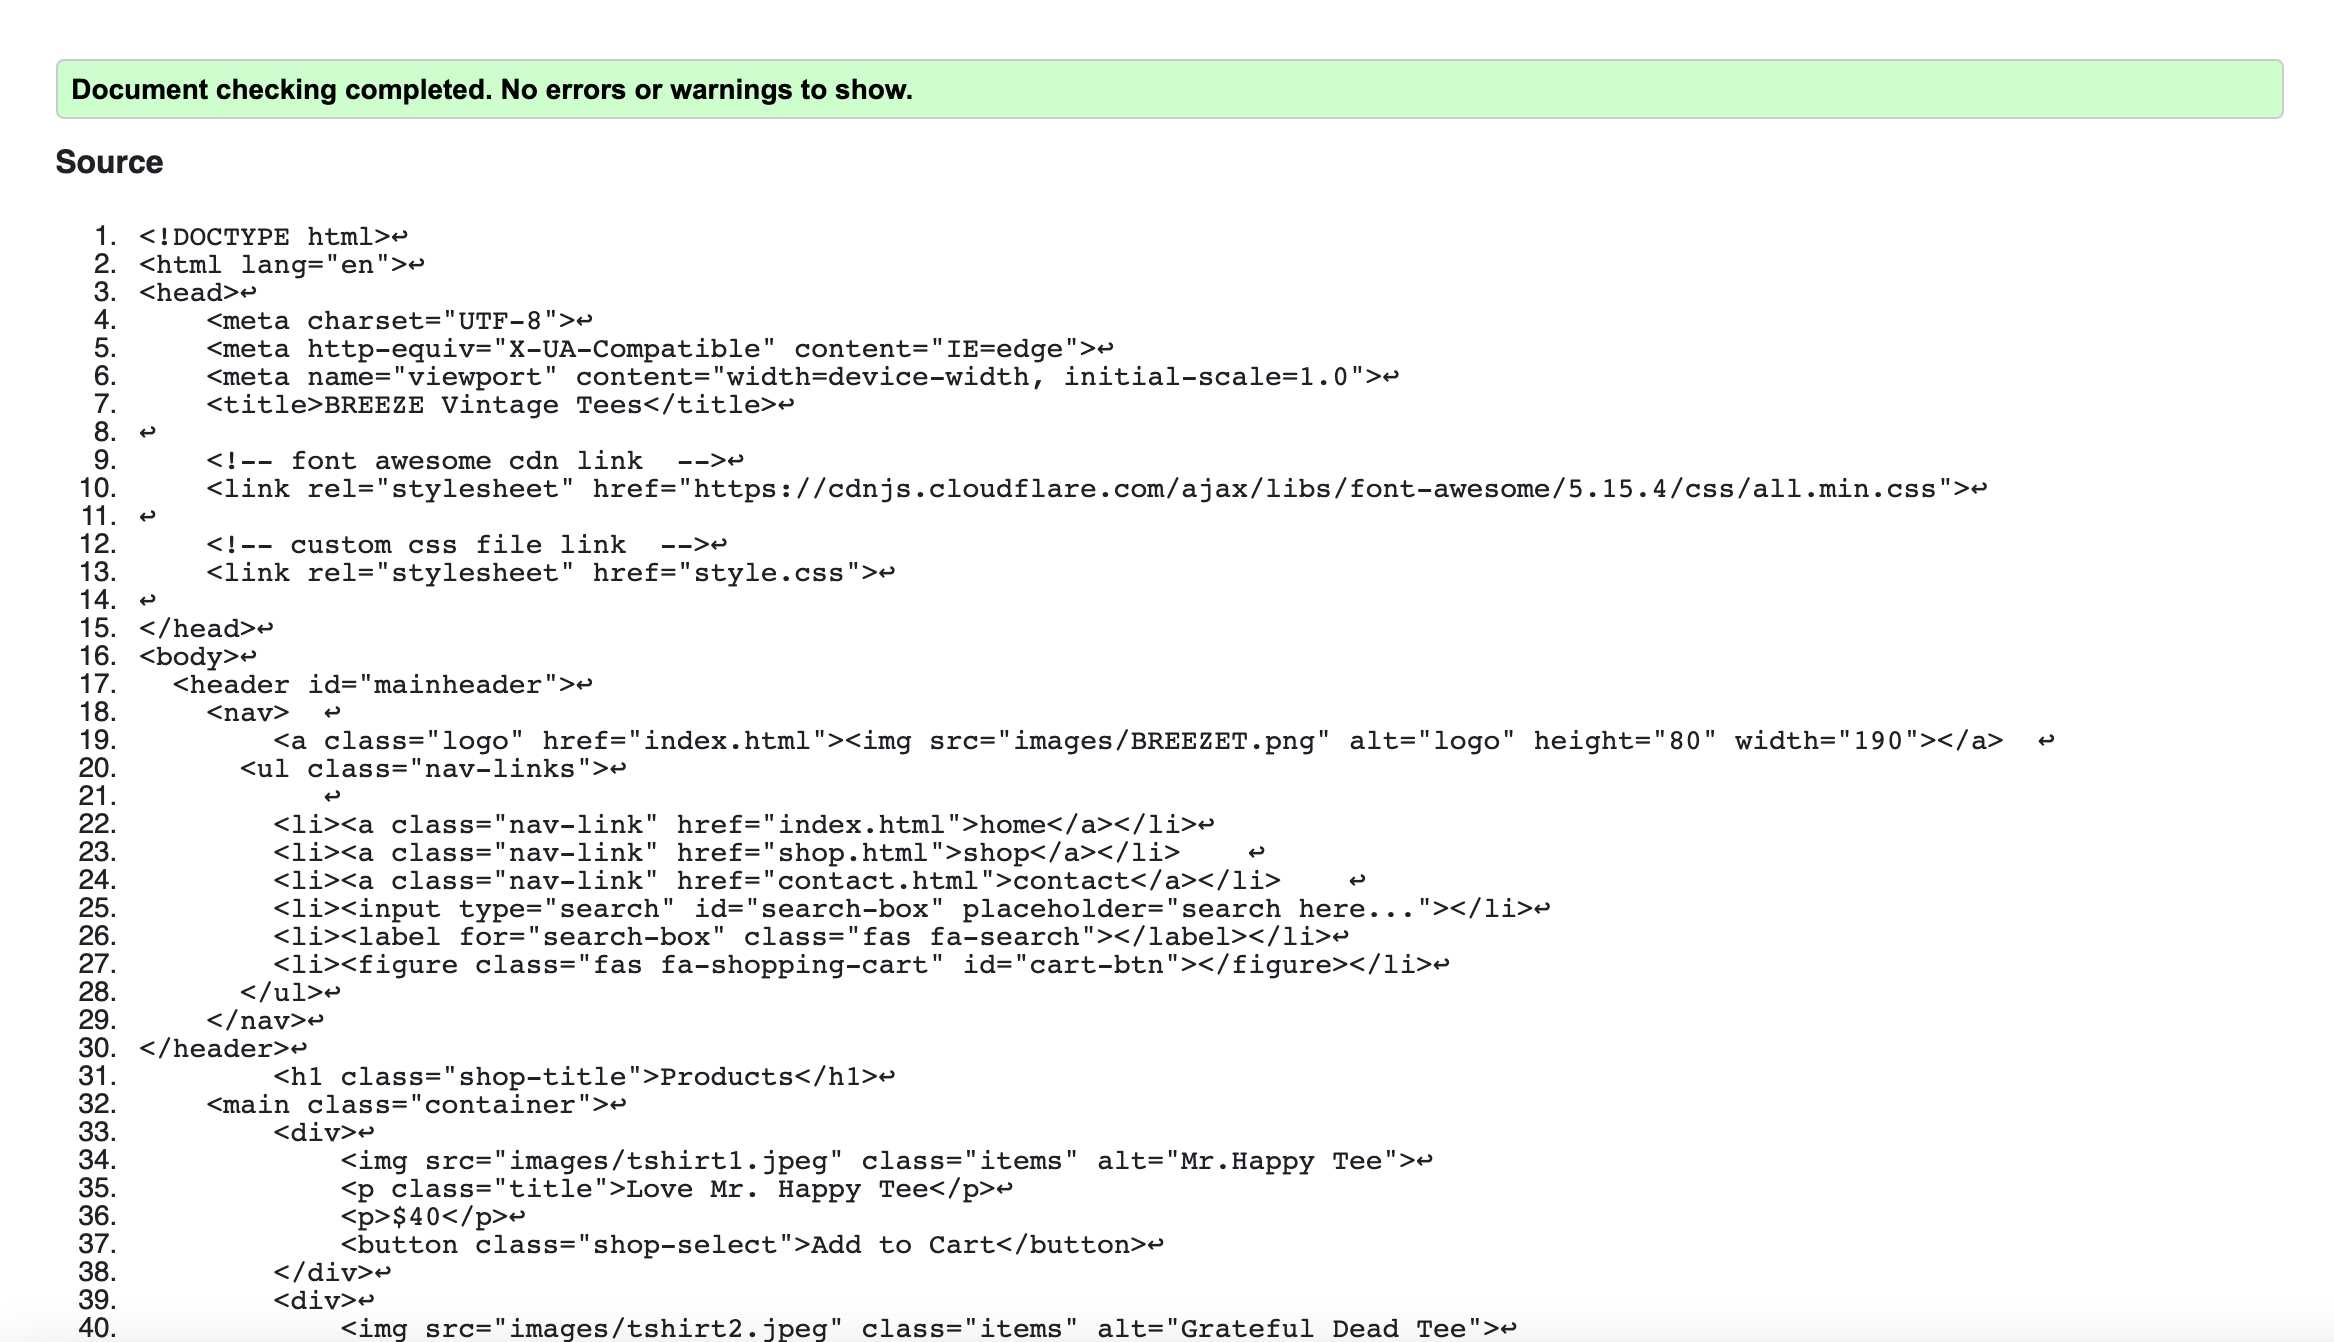 Document checking completed. No errors or warnings to show.
Source
1. <!DOCTYPE html>↩
2. <html lang="en">↩
3. <head>↩
4.     <meta charset="UTF-8">↩
5.     <meta http-equiv="X-UA-Compatible" content="IE=edge">↩
6.     <meta name="viewport" content="width=device-width, initial-scale=1.0">↩
7.     <title>BREEZE Vintage Tees</title>↩
8. ↩
9.     <!-- font awesome cdn link  -->↩
10.     <link rel="stylesheet" href="https://cdnjs.cloudflare.com/ajax/libs/font-awesome/5.15.4/css/all.min.css">↩
11. ↩
12.     <!-- custom css file link  -->↩
13.     <link rel="stylesheet" href="style.css">↩
14. ↩
15. </head>↩
16. <body>↩
17.   <header id="mainheader">↩
18.     <nav>  ↩
19.         <a class="logo" href="index.html"><img src="images/BREEZET.png" alt="logo" height="80" width="190"></a>  ↩
20.       <ul class="nav-links">↩
21.            ↩
22.         <li><a class="nav-link" href="index.html">home</a></li>↩
23.         <li><a class="nav-link" href="shop.html">shop</a></li>    ↩
24.         <li><a class="nav-link" href="contact.html">contact</a></li>    ↩
25.         <li><input type="search" id="search-box" placeholder="search here..."></li>↩
26.         <li><label for="search-box" class="fas fa-search"></label></li>↩
27.         <li><figure class="fas fa-shopping-cart" id="cart-btn"></figure></li>↩
28.       </ul>↩
29.     </nav>↩
30. </header>↩
31.         <h1 class="shop-title">Products</h1>↩
32.     <main class="container">↩
33.         <div>↩
34.             <img src="images/tshirt1.jpeg" class="items" alt="Mr.Happy Tee">↩
35.             <p class="title">Love Mr. Happy Tee</p>↩
36.             <p>$40</p>↩
37.             <button class="shop-select">Add to Cart</button>↩
38.         </div>↩
39.         <div>↩
40.             <img src="images/tshirt2.jpeg" class="items" alt="Grateful Dead Tee">↩